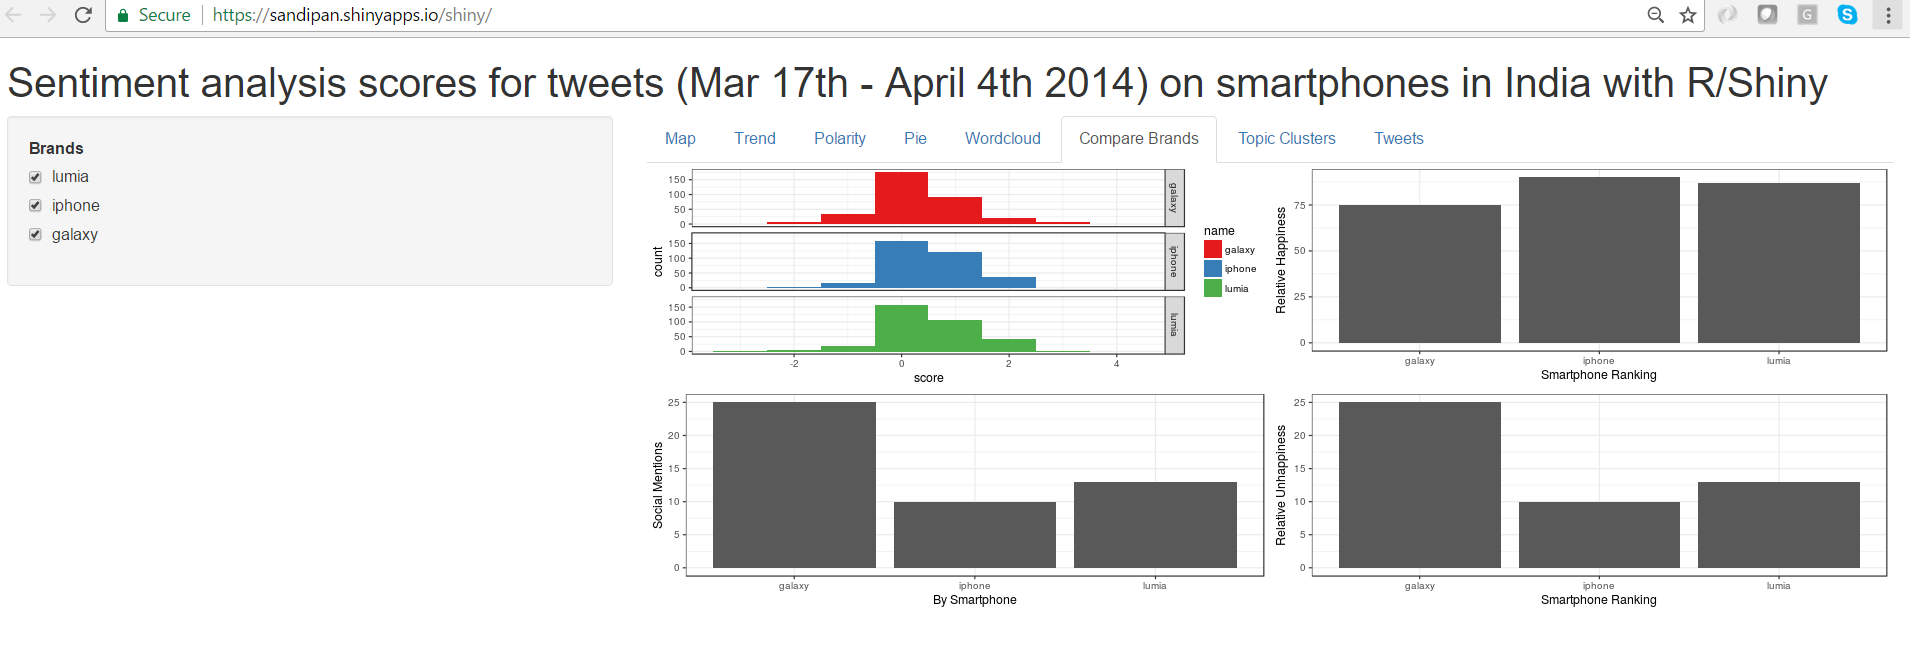 Secure https://sandipan.shinyapps.io/shiny/
G S
Sentiment analysis scores for tweets (Mar 17th - April 4th 2014) on smartphones in India with R/Shiny
Brands
lumia
iphone
galaxy
Map Trend Polarity Pie Wordcloud Compare Brands Topic Clusters Tweets
150
100
50
0
galaxy
150
100
50
0
iphone
150
100
50
0
lumia
count
-2 0 2 4
score
name
galaxy
iphone
lumia
75
50
25
0
Relative Happiness
galaxy iphone lumia
Smartphone Ranking
25
20
15
10
5
0
Social Mentions
galaxy iphone lumia
By Smartphone
25
20
15
10
5
0
Relative Unhappiness
galaxy iphone lumia
Smartphone Ranking